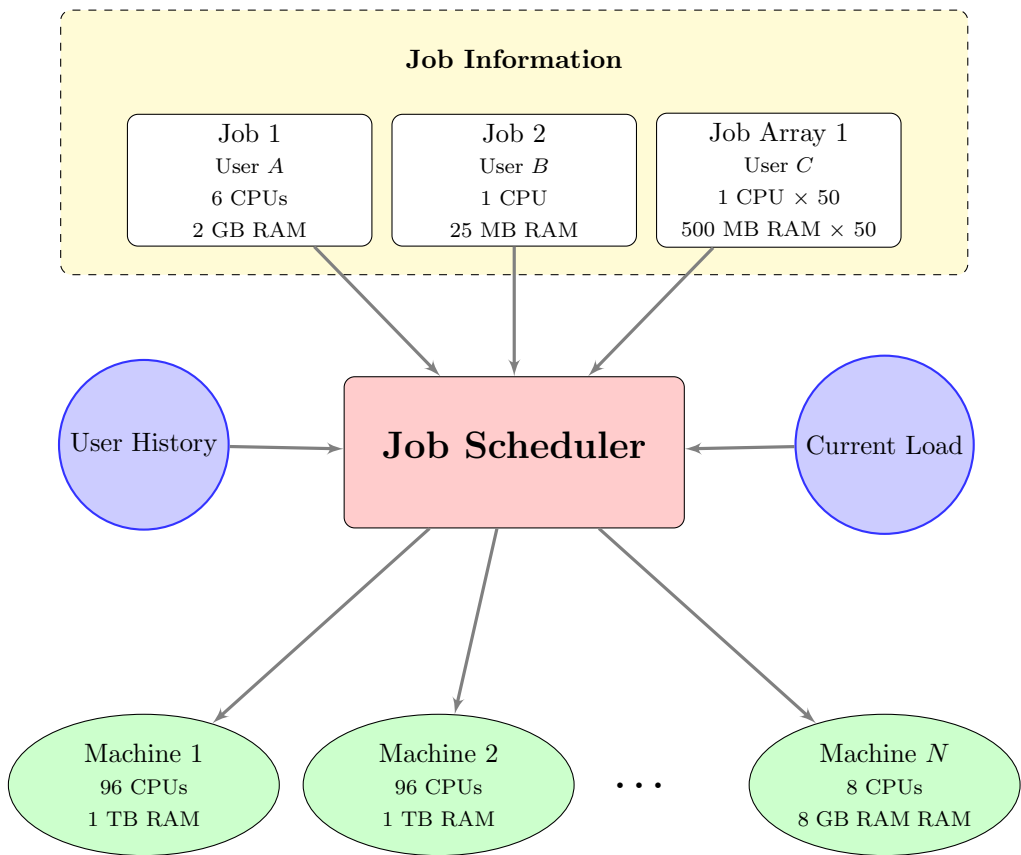 Job Information
Job 1
User A
6 CPUs
2 GB RAM
Job 2
User B
1 CPU
25 MB RAM
Job Array 1
User C
1 CPU × 50
500 MB RAM × 50
User History
Job Scheduler
Current Load
Machine 1
96 CPUs
1 TB RAM
Machine 2
96 CPUs
1 TB RAM
...
Machine N
8 CPUs
8 GB RAM RAM